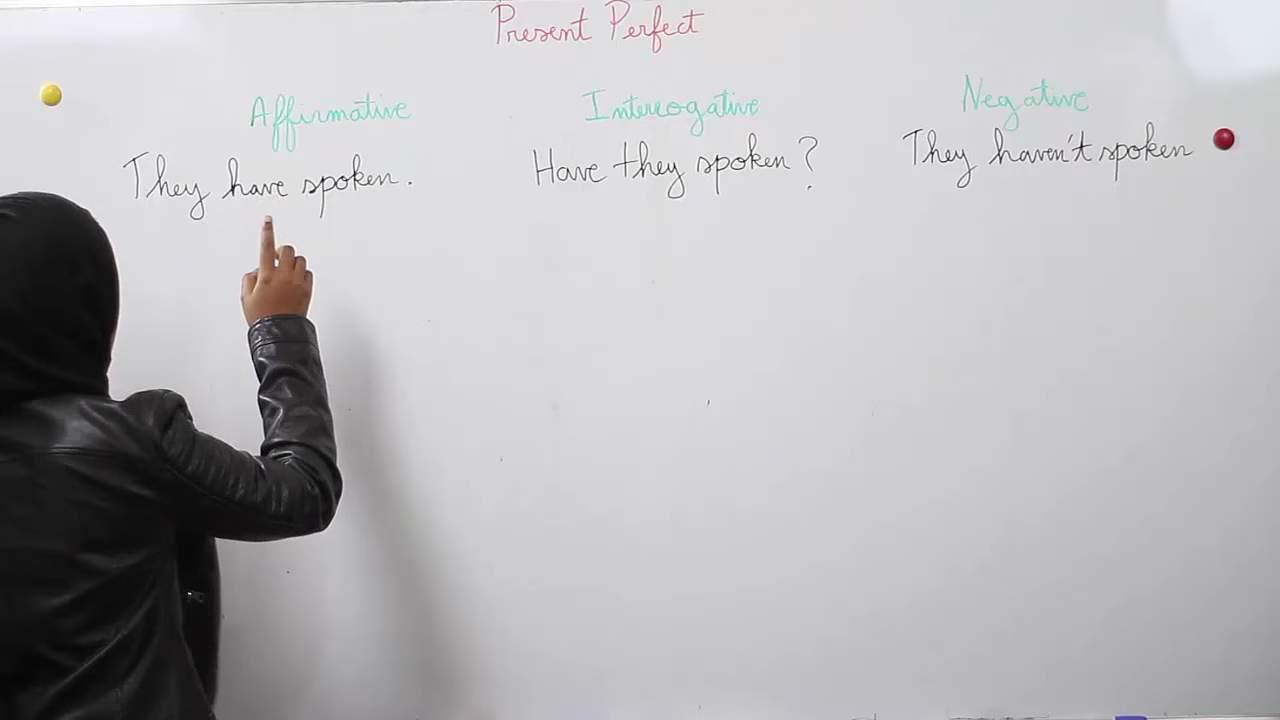 Present Perfect
Affirmative
Interrogative
Negative
They have spoken.
Have they spoken?
They haven't spoken